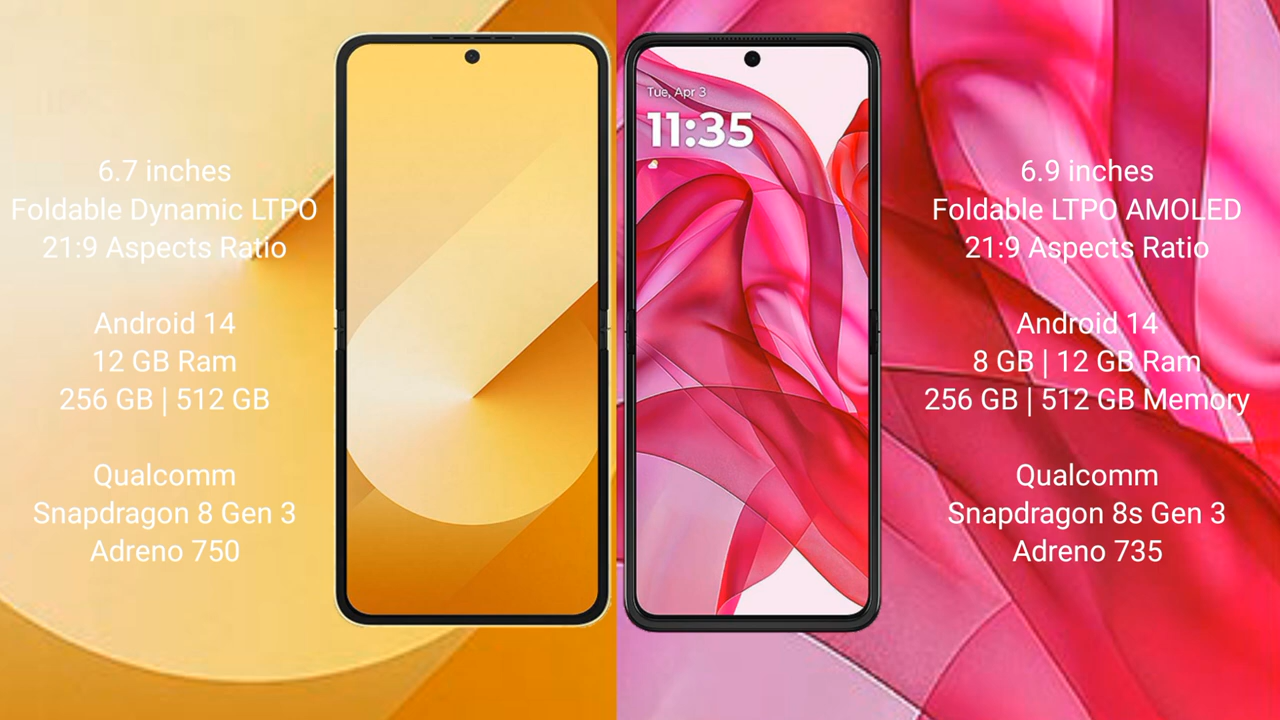 6.7 inches
Foldable Dynamic LTPO
21:9 Aspects Ratio
Android 14
12 GB Ram
256 GB | 512 GB
Qualcomm
Snapdragon 8 Gen 3
Adreno 750
Tue, Apr 3
11:35
6.9 inches
Foldable LTPO AMOLED
21:9 Aspects Ratio
Android 14
8 GB | 12 GB Ram
256 GB | 512 GB Memory
Qualcomm
Snapdragon 8s Gen 3
Adreno 735